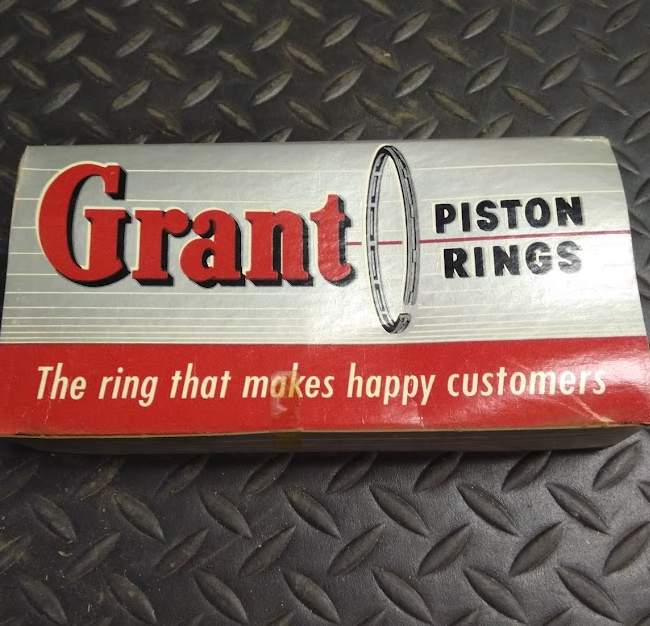 Grant
PISTON
RINGS
The ring that makes happy customers